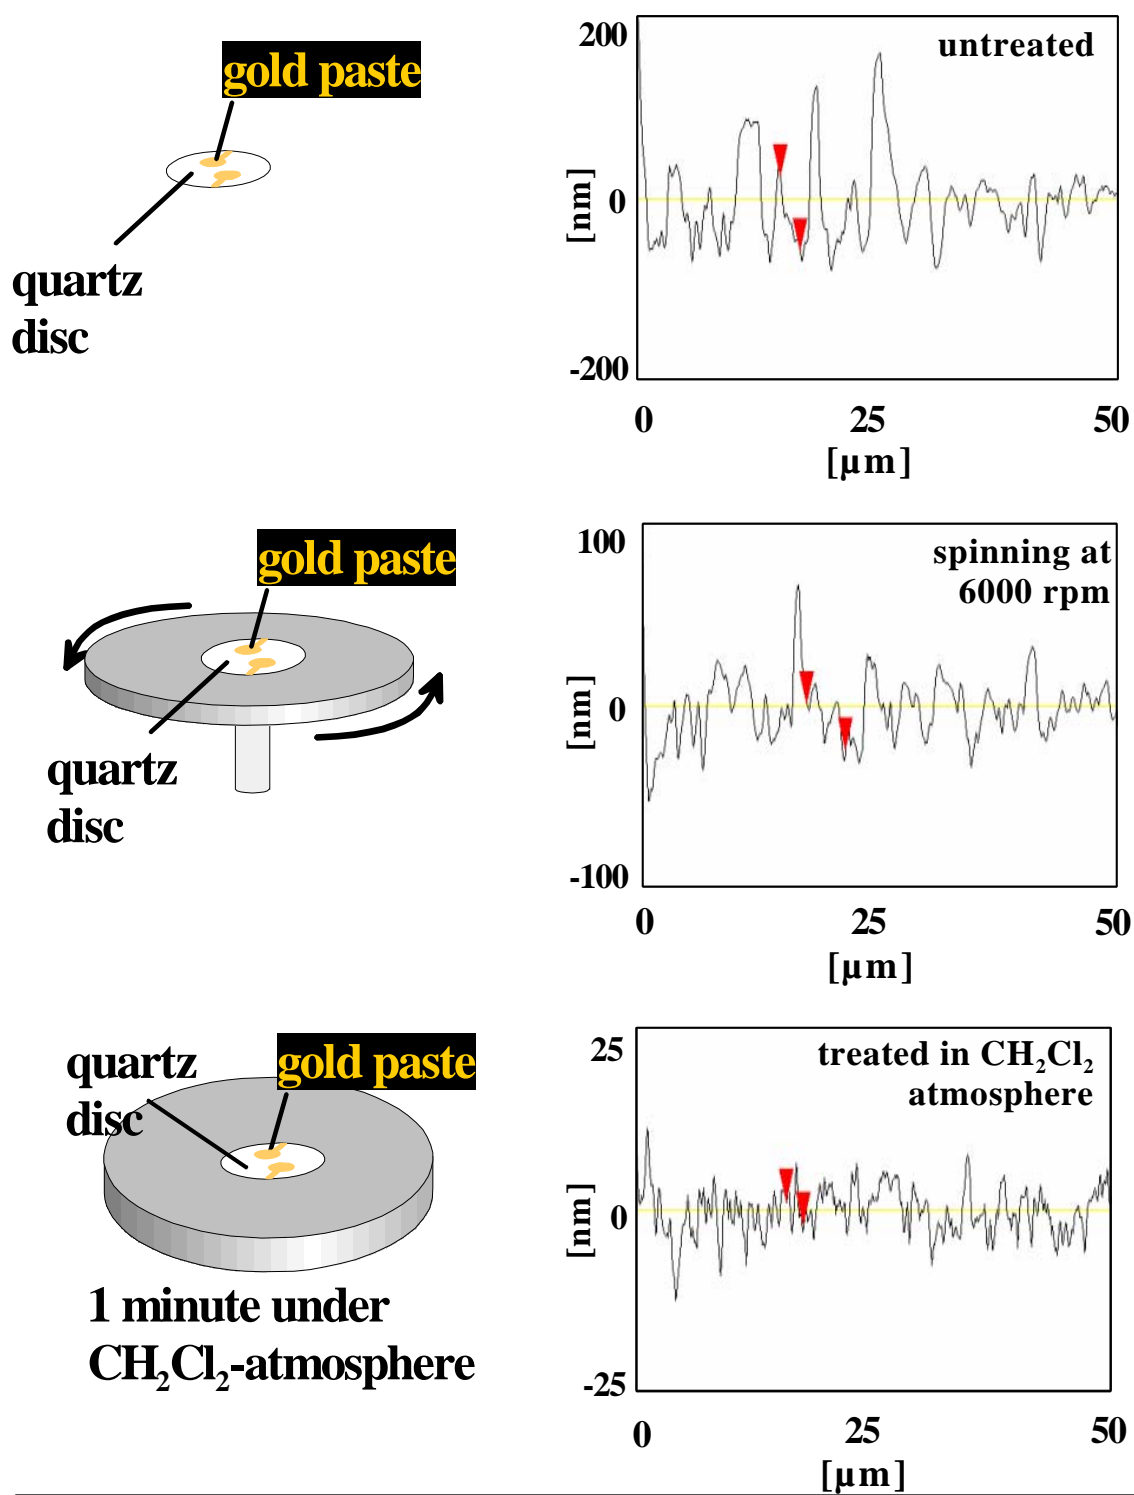 gold paste
quartz
disc
200
untreated
0
[nm]
-200
0
25
50
[µm]
gold paste
quartz
disc
100
spinning at
6000 rpm
0
[nm]
-100
0
25
50
[µm]
quartz
disc
gold paste
1 minute under
CH₂Cl₂-atmosphere
25
treated in CH₂Cl₂
atmosphere
0
[nm]
-25
0
25
50
[µm]